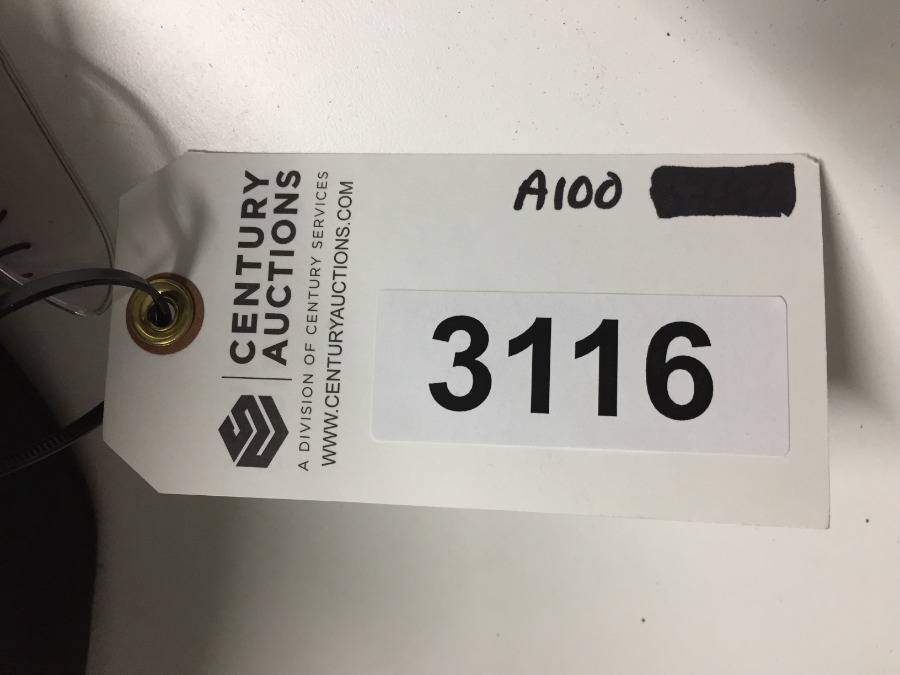 CENTURY
AUCTIONS
A DIVISION OF CENTURY SERVICES
WWW.CENTURYAUCTIONS.COM
A100
3116